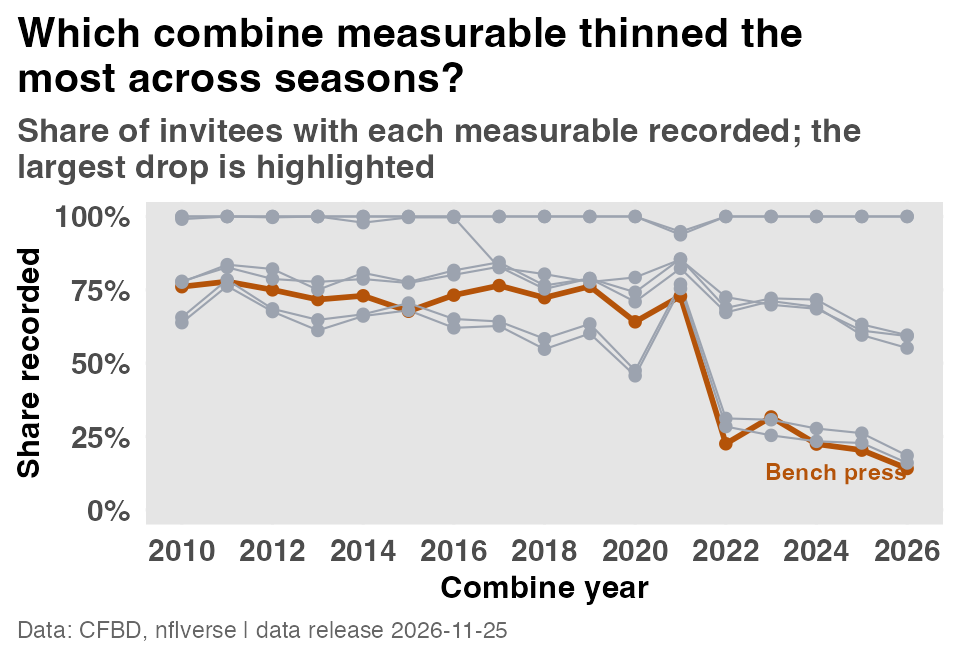 Which combine measurable thinned the
most across seasons?
Share of invitees with each measurable recorded; the
largest drop is highlighted
100%
75%
50%
25%
0%
Share recorded
Bench press
2010 2012 2014 2016 2018 2020 2022 2024 2026
Combine year
Data: CFBD, nflverse | data release 2026-11-25